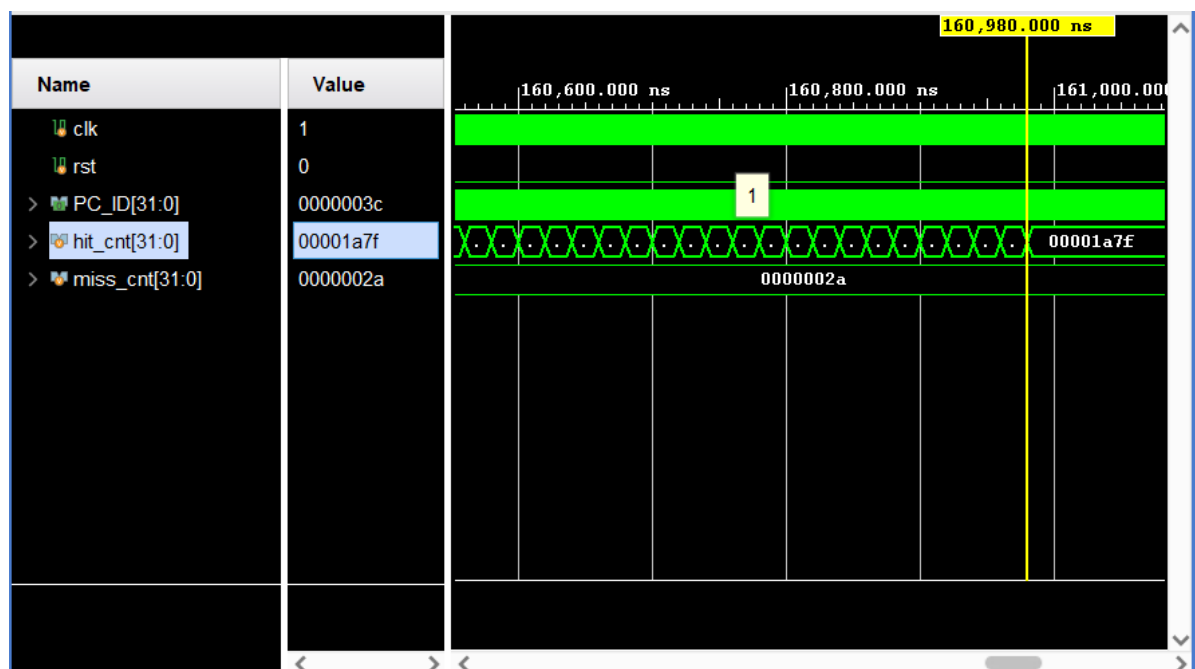 160,980.000 ns
Name Value 160,600.000 ns 160,800.000 ns 161,000.00
clk 1
rst 0
1
PC_ID[31:0] 0000003c
hit_cnt[31:0] 00001a7f 00001a7f
miss_cnt[31:0] 0000002a 0000002a